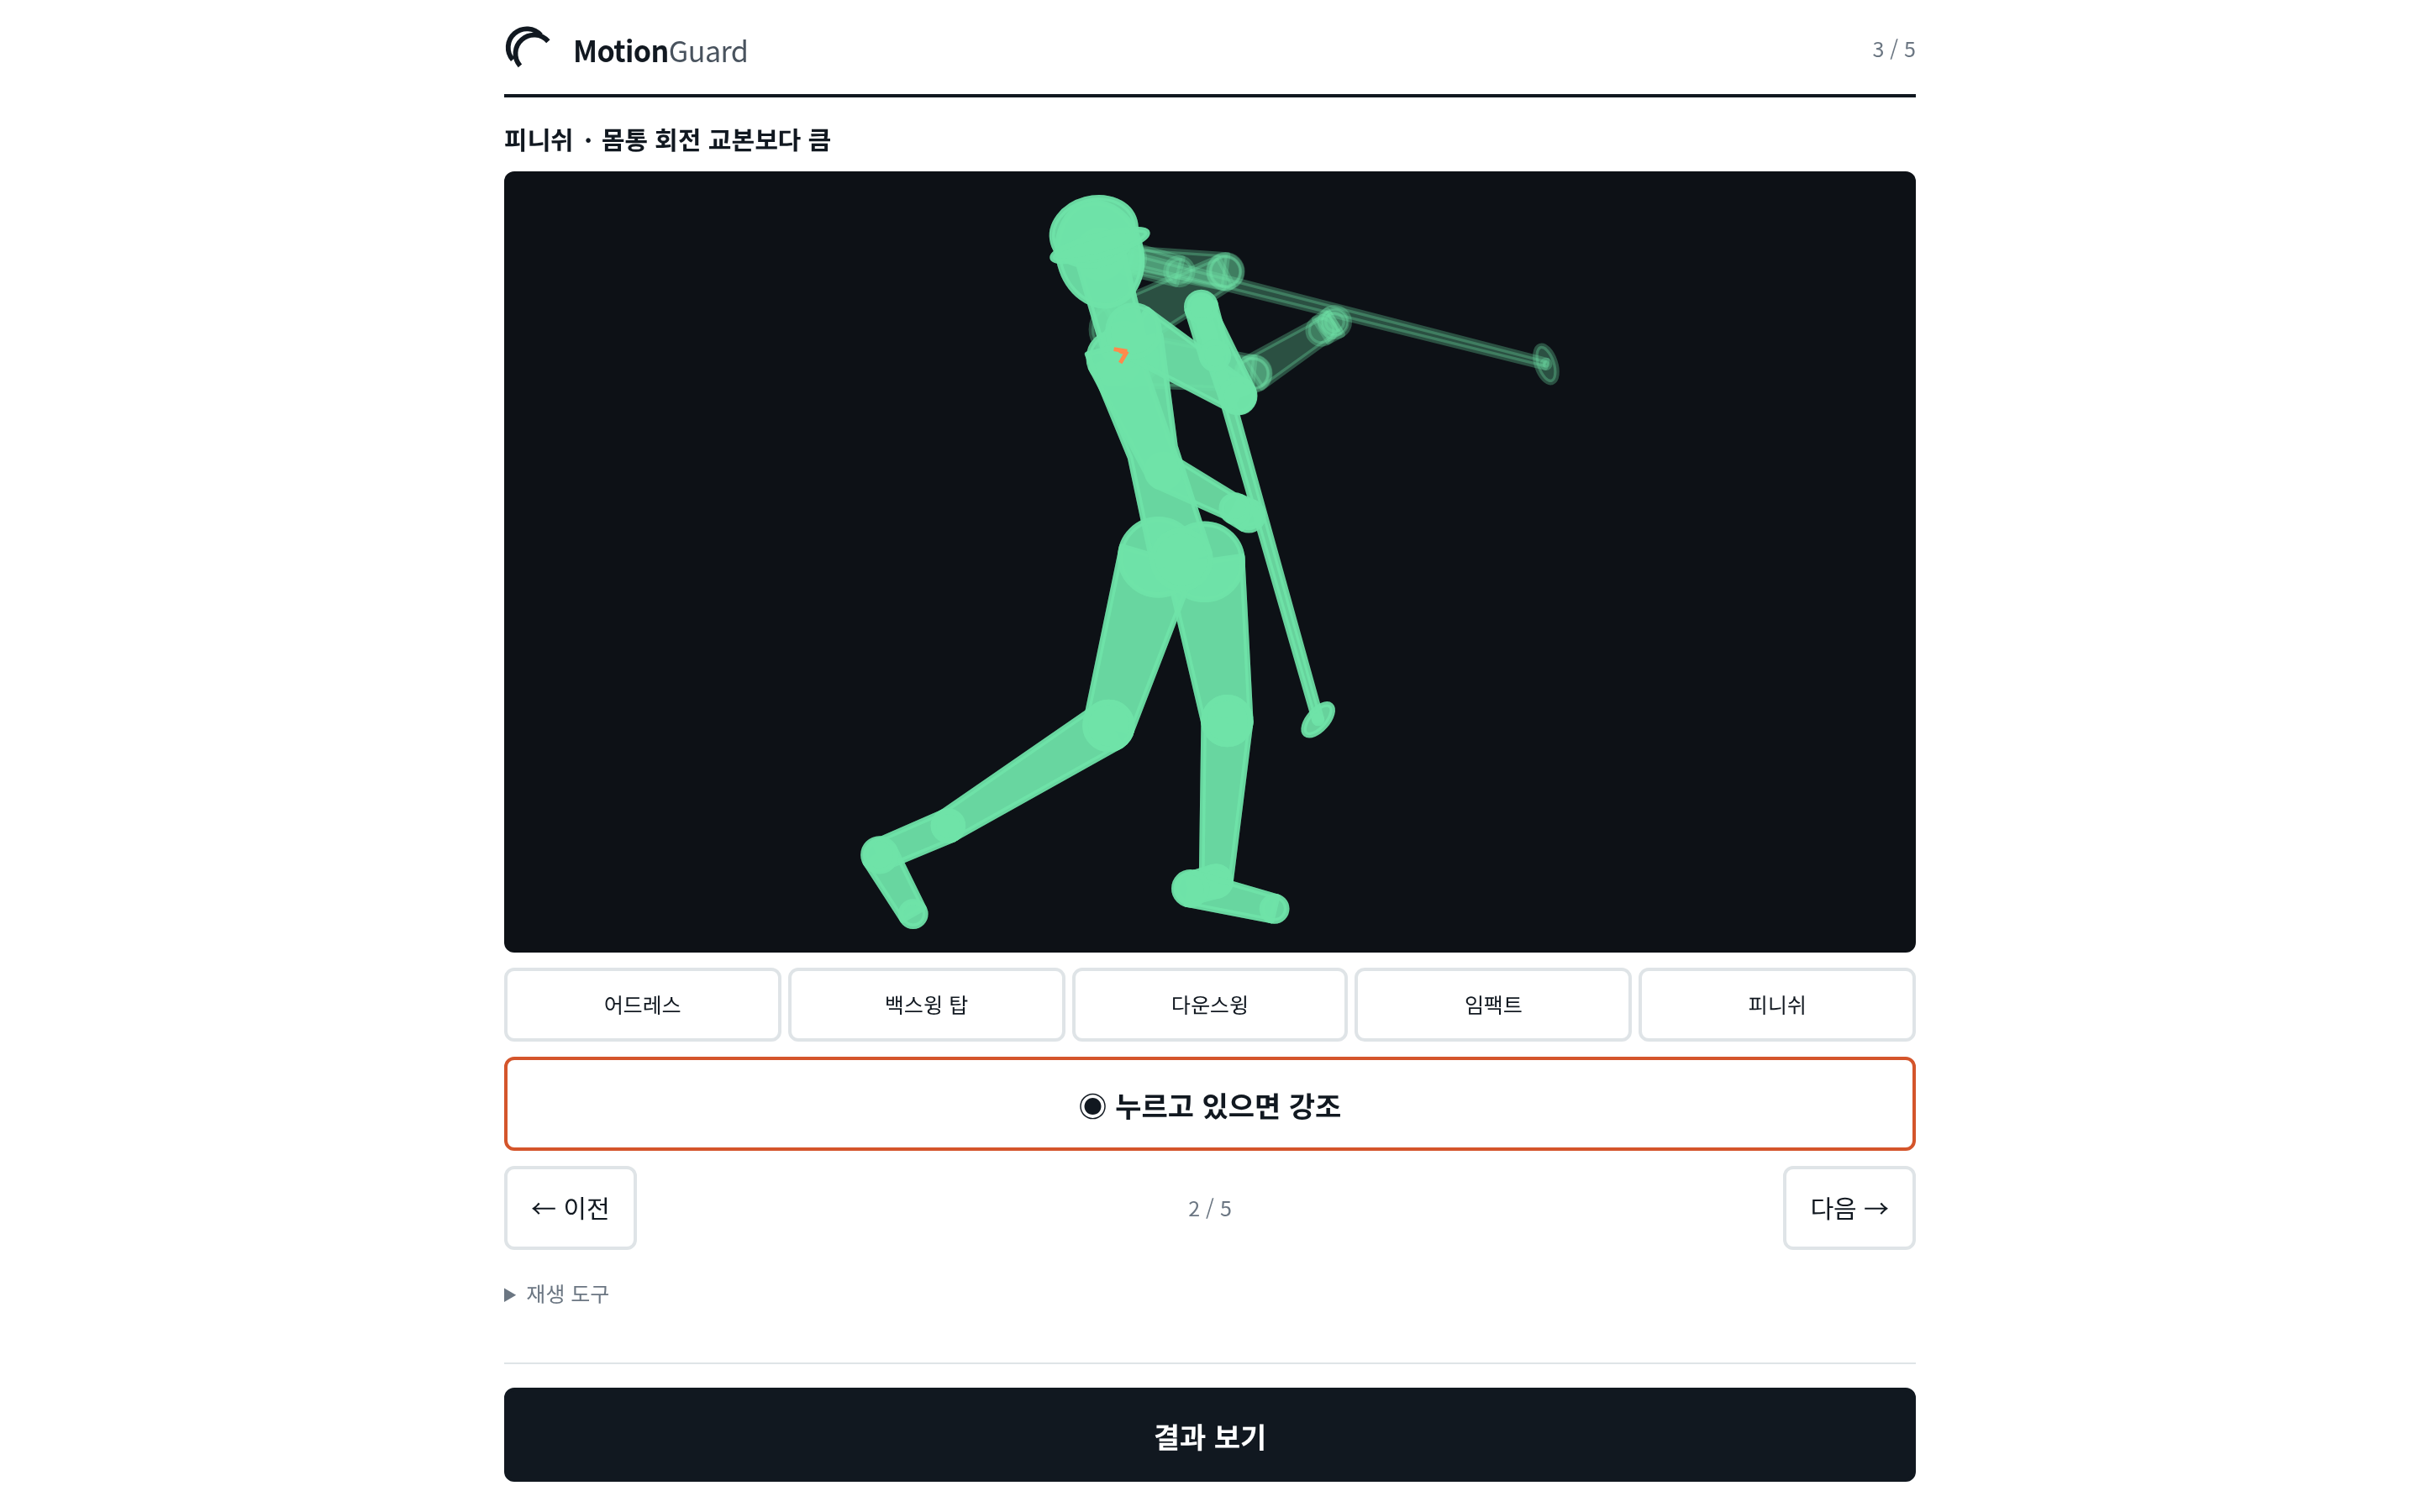 MotionGuard
3 / 5
피니쉬 · 몸통 회전 교본보다 큼
어드레스
백스윙 탑
다운스윙
임팩트
피니쉬
◉ 누르고 있으면 강조
← 이전
2 / 5
다음 →
▶ 재생 도구
결과 보기